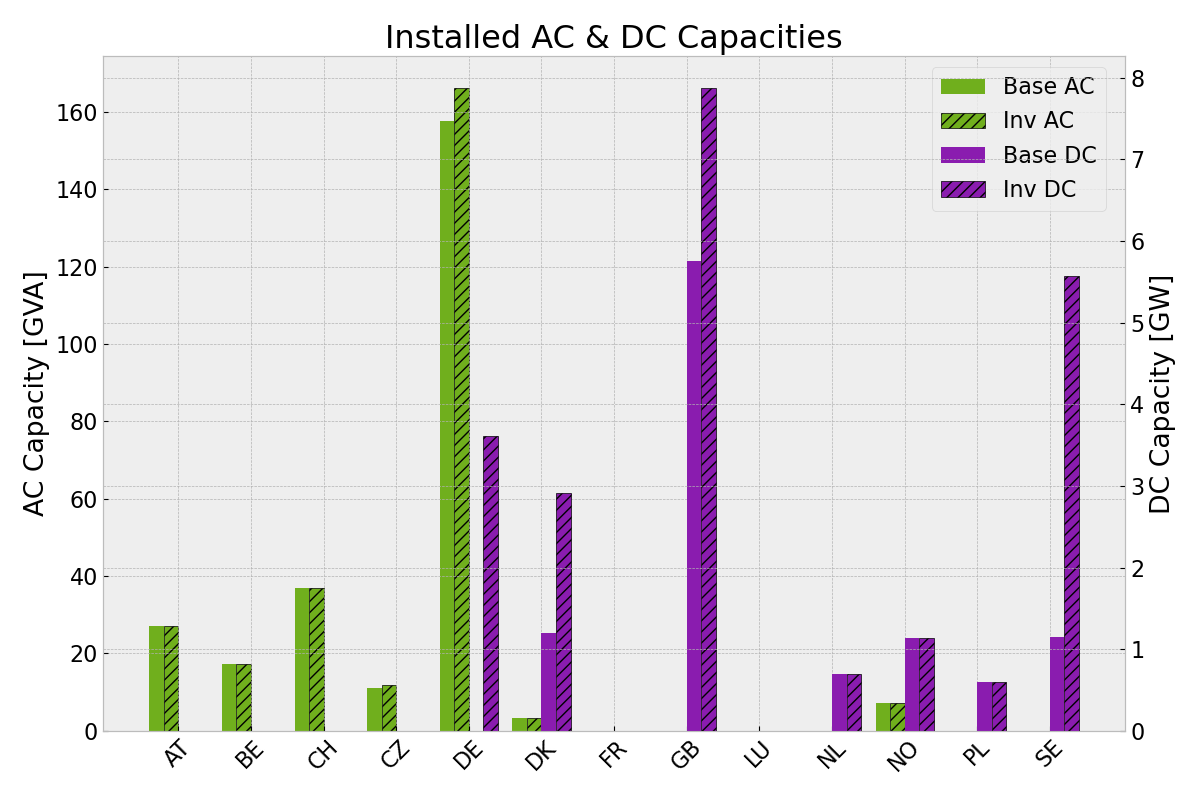 Installed AC & DC Capacities
AC Capacity [GVA]
160
140
120
100
80
60
40
20
0
8
7
6
5
4
3
2
1
0
DC Capacity [GW]
Base AC
Inv AC
Base DC
Inv DC
AT
BE
CH
CZ
DE
DK
FR
GB
LU
NL
NO
PL
SE